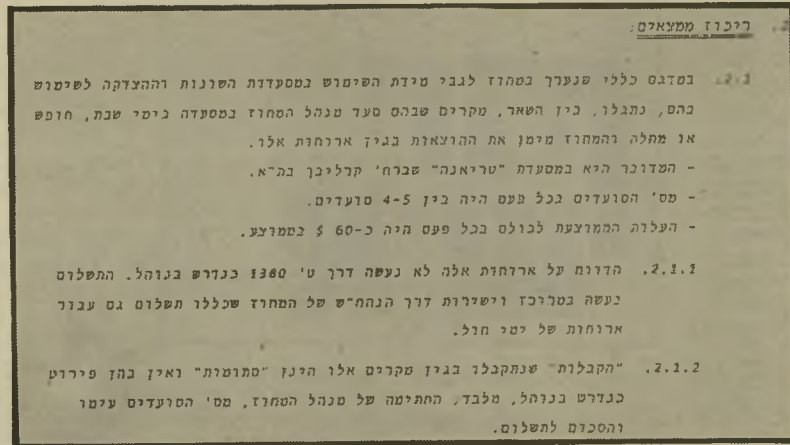 2. ריכוז ממצאים:
2.1. במדגם כללי שנערך במחוז לגבי מידת השימוש במסעדת השונות וההצדקה לשימוש
בהם, נתגלו, בין השאר, מקרים שבהם סעד מנהל המחוז במסעדה בימי שבת, חופש
או מחלה והמחוז מימן את ההוצאות בגין ארוחות אלו.
- המדובר היא במסעדת "טריאנה" שברח' קרליבך בת"א.
- מס' הסועדים בכל פעם היה בין 4-5 סועדים.
- העלות הממוצעת לכולם בכל פעם היה כ-60 $ בממוצע.
2.1.1. הדווח על ארוחות אלה לא נעשה דרך ט' 1380 כנדרש בנוהל. התשלום
נעשה במריכז וישירות דרך הנהח"ש של המחוז שכללו תשלום גם עבור
ארוחות של ימי חול.
2.1.2. "הקבלות" שנתקבלו בגין מקרים אלו הינן "סתומות" ואין בהן פירוט
כנדרש בנוהל, מלבד, החתימה של מנהל המחוז, מס' הסועדים עימו
והסכום לתשלום.